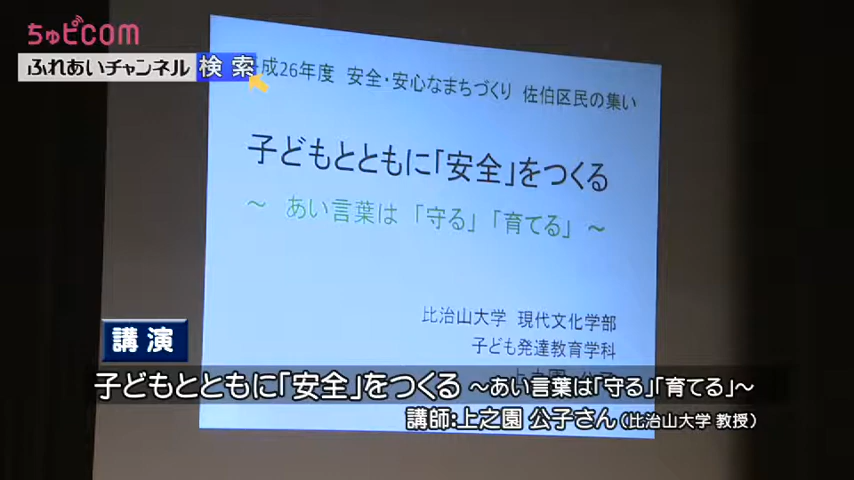 ちゅピCOM
ふれあいチャンネル 検索
成26年度 安全・安心なまちづくり 佐伯区民の集い
子どもとともに「安全」をつくる
～ あい言葉は 「守る」 「育てる」 ～
比治山大学 現代文化学部
子ども発達教育学科
講演
子どもとともに「安全」をつくる ～あい言葉は「守る」「育てる」～
講師:上之園 公子さん(比治山大学 教授)